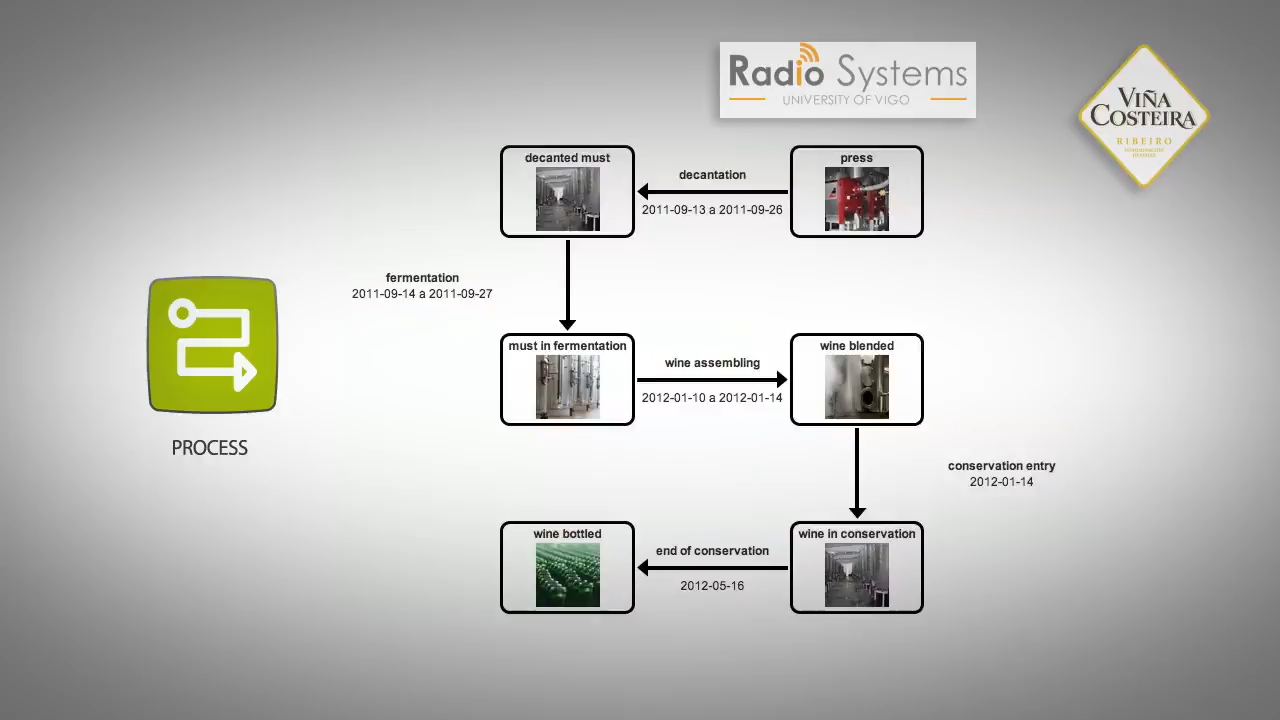 Radio Systems
UNIVERSITY OF VIGO
VIÑA
COSTEIRA
RIBEIRO
decanted must
decantation
2011-09-13 a 2011-09-26
press
fermentation
2011-09-14 a 2011-09-27
must in fermentation
wine assembling
2012-01-10 a 2012-01-14
wine blended
PROCESS
conservation entry
2012-01-14
wine bottled
end of conservation
2012-05-16
wine in conservation